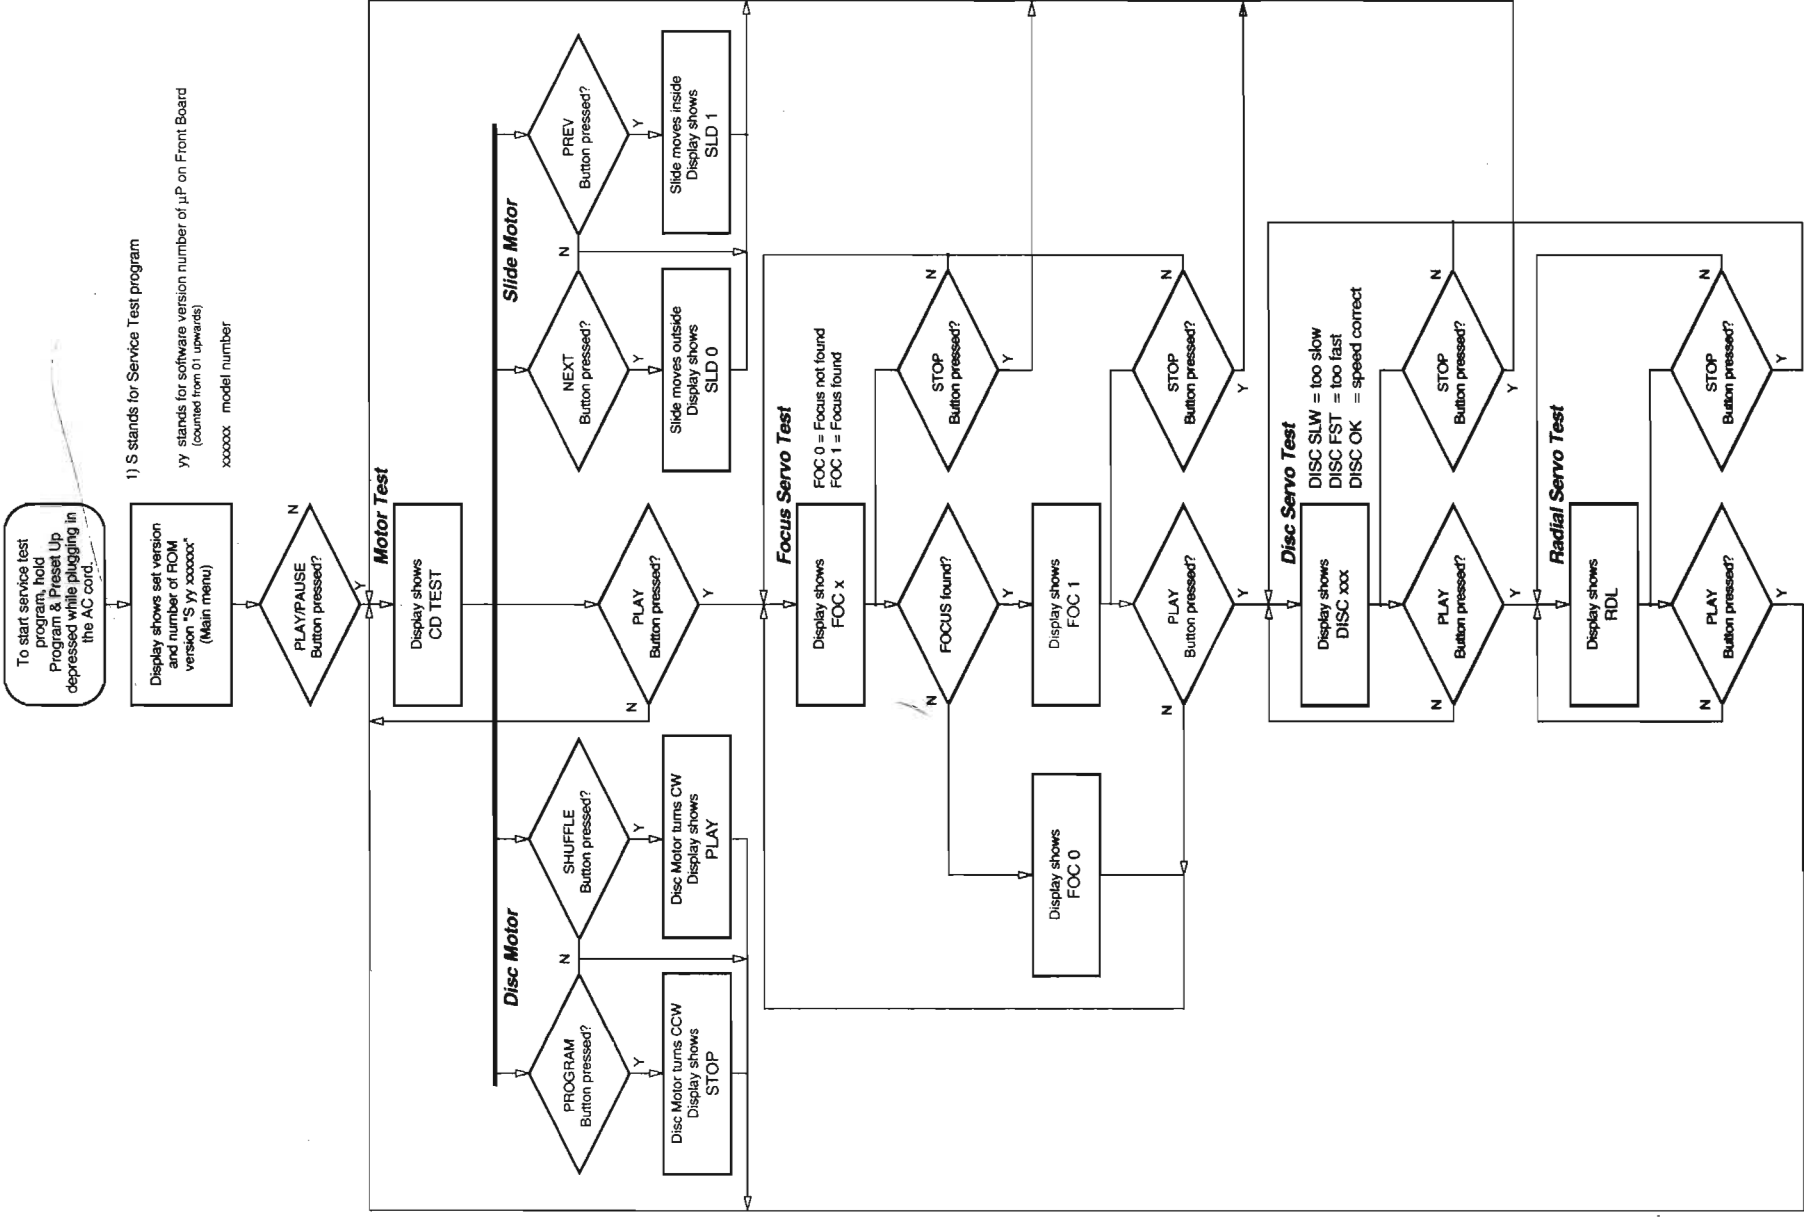 To start service test
program, hold
Program & Preset Up
depressed while plugging in
the AC cord.
Display shows set version
and number of ROM
version "S yy xxxxxx"
(Main menu)
1) S stands for Service Test program
yy stands for software version number of µP on Front Board
(counted from 01 upwards)
xxxxxx model number
PLAY/PAUSE
Button pressed?
N
Y
Motor Test
Display shows
CD TEST
Disc Motor
Slide Motor
PROGRAM
Button pressed?
N
Y
SHUFFLE
Button pressed?
Y
PLAY
Button pressed?
N
Y
NEXT
Button pressed?
N
Y
PREV
Button pressed?
Y
Disc Motor turns CCW
Display shows
STOP
Disc Motor turns CW
Display shows
PLAY
Slide moves outside
Display shows
SLD 0
Slide moves inside
Display shows
SLD 1
Focus Servo Test
FOC 0 = Focus not found
FOC 1 = Focus found
Display shows
FOC x
FOCUS found?
N
Y
STOP
Button pressed?
N
Y
Display shows
FOC 0
Display shows
FOC 1
PLAY
Button pressed?
N
Y
STOP
Button pressed?
N
Y
Disc Servo Test
DISC SLW = too slow
DISC FST = too fast
DISC OK = speed correct
Display shows
DISC xxx
PLAY
Button pressed?
N
Y
STOP
Button pressed?
N
Y
Radial Servo Test
Display shows
RDL
PLAY
Button pressed?
N
Y
STOP
Button pressed?
N
Y